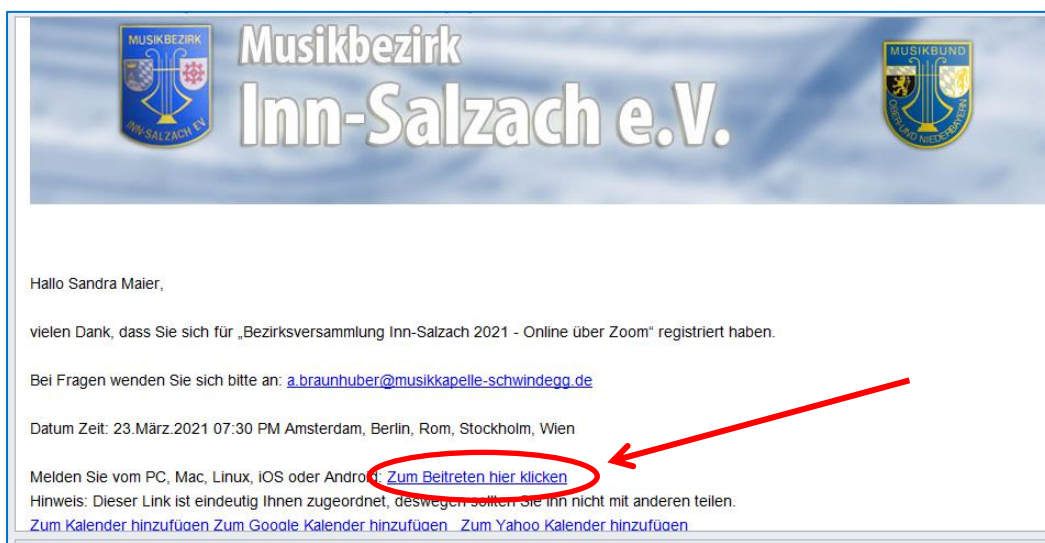 MUSIKBEZIRK
INN-SALZACH EV
Musikbezirk
Inn-Salzach e.V.
MUSIKBUND
OBER-UND NIEDERBAYERN
Hallo Sandra Maier,
vielen Dank, dass Sie sich für „Bezirksversammlung Inn-Salzach 2021 - Online über Zoom“ registriert haben.
Bei Fragen wenden Sie sich bitte an: a.braunhuber@musikkapelle-schwindegg.de
Datum Zeit: 23.März.2021 07:30 PM Amsterdam, Berlin, Rom, Stockholm, Wien
Melden Sie vom PC, Mac, Linux, iOS oder Android: Zum Beitreten hier klicken
Hinweis: Dieser Link ist eindeutig Ihnen zugeordnet, deswegen sollten Sie ihn nicht mit anderen teilen.
Zum Kalender hinzufügen Zum Google Kalender hinzufügen Zum Yahoo Kalender hinzufügen